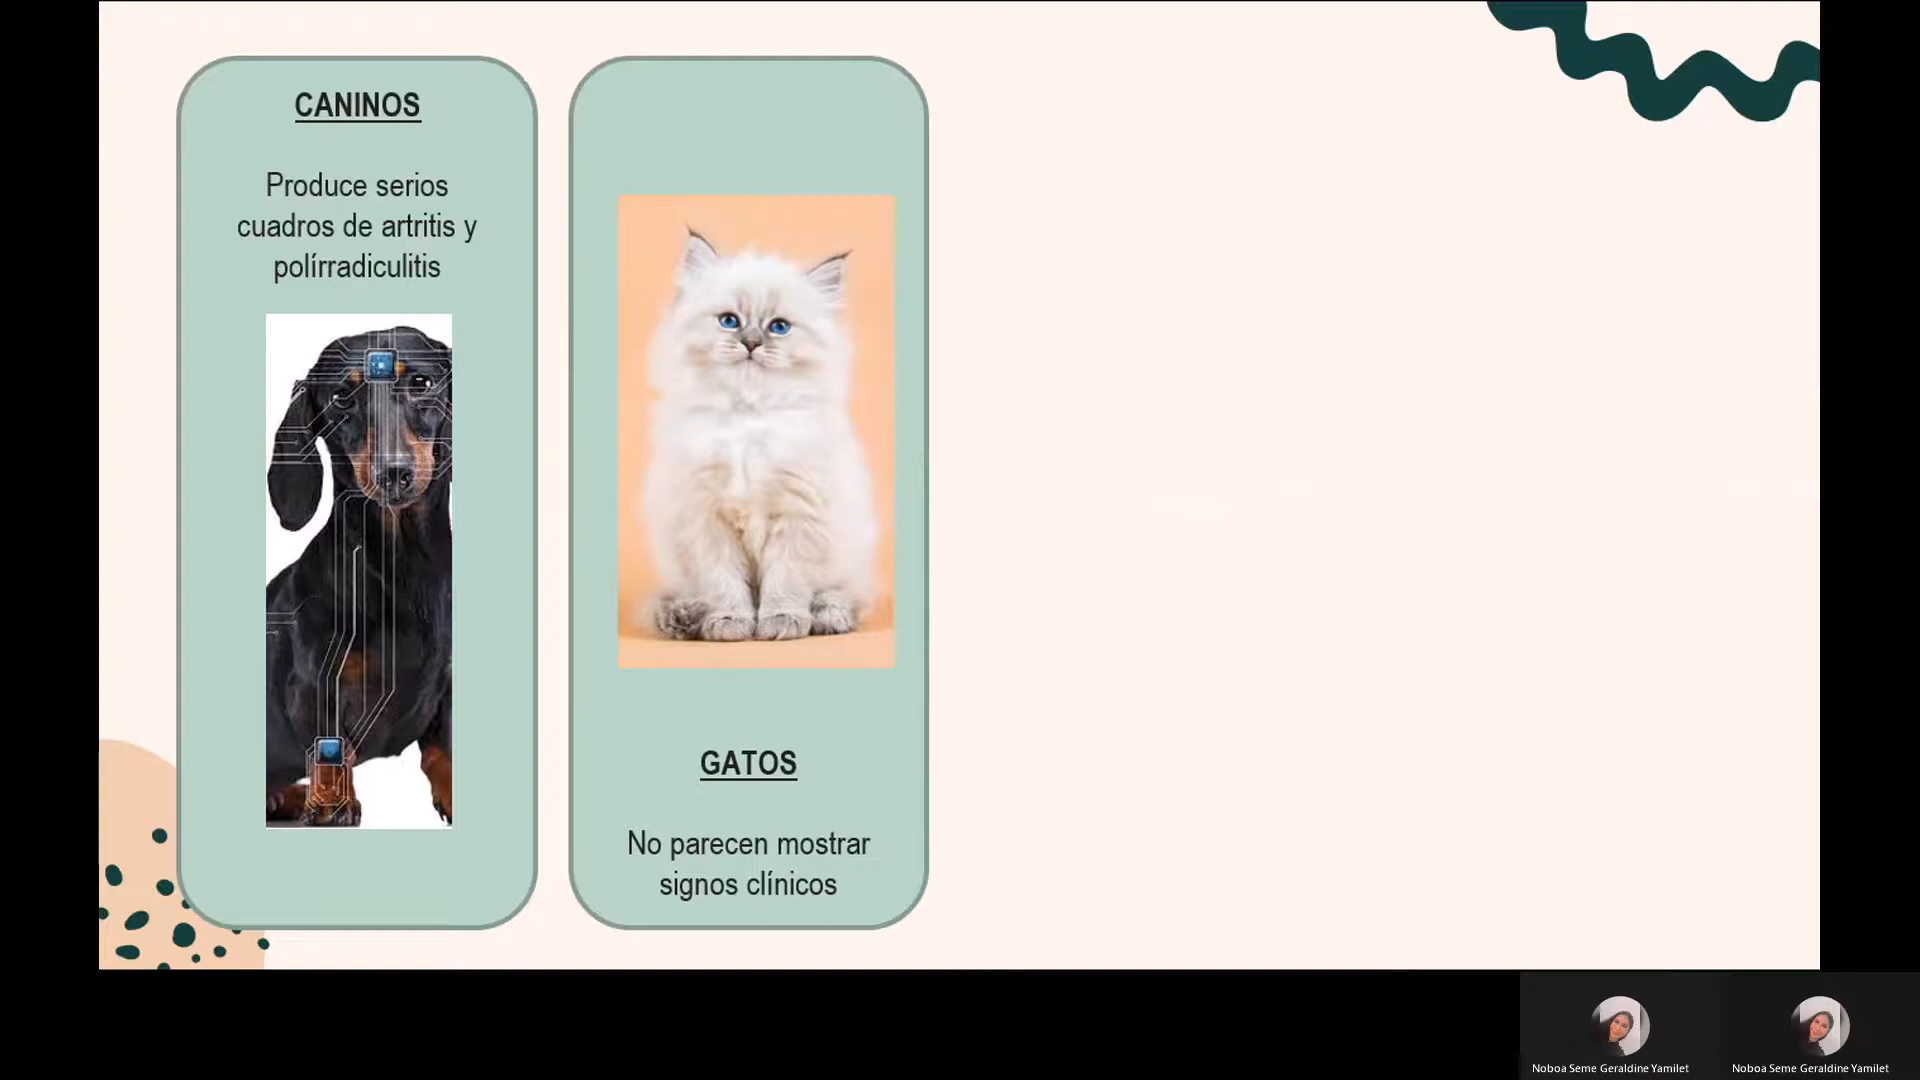 CANINOS
Produce serios
cuadros de artritis y
polírradiculitis
GATOS
No parecen mostrar
signos clínicos
Noboa Seme Geraldine Yamilet
Noboa Seme Geraldine Yamilet